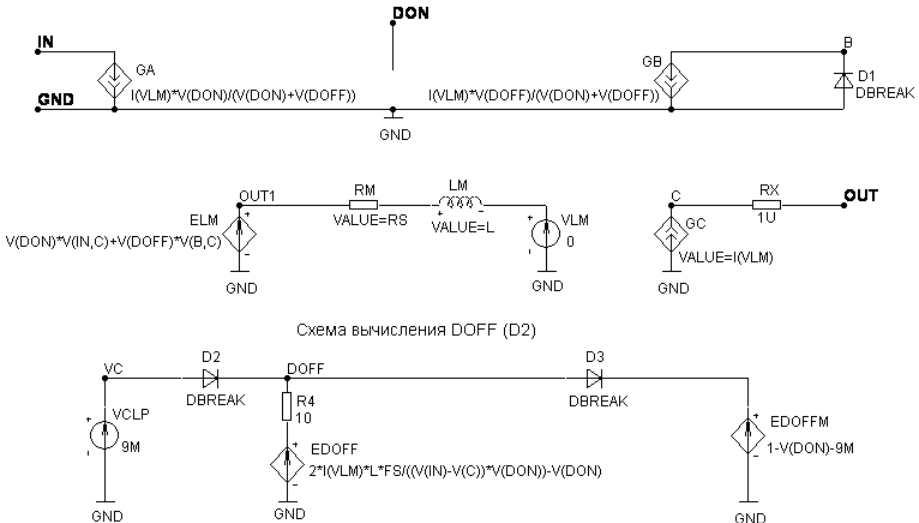 DON
IN
GA
I(VLM)*V(DON)/(V(DON)+V(DOFF))
GND
GND
GB
I(VLM)*V(DOFF)/(V(DON)+V(DOFF))
B
D1
DBREAK
OUT1
RM
VALUE=RS
LM
+
-
VALUE=L
ELM
+
-
V(DON)*V(IN,C)+V(DOFF)*V(B,C)
GND
VLM
+
-
0
GND
C
RX
1U
OUT
GC
VALUE=I(VLM)
GND
Схема вычисления DOFF (D2)
VC
D2
DBREAK
DOFF
D3
DBREAK
VCLP
+
-
9M
GND
R4
10
EDOFF
+
-
2*I(VLM)*L*FS/((V(IN)-V(C))*V(DON))-V(DON)
GND
EDOFFM
+
-
1-V(DON)-9M
GND